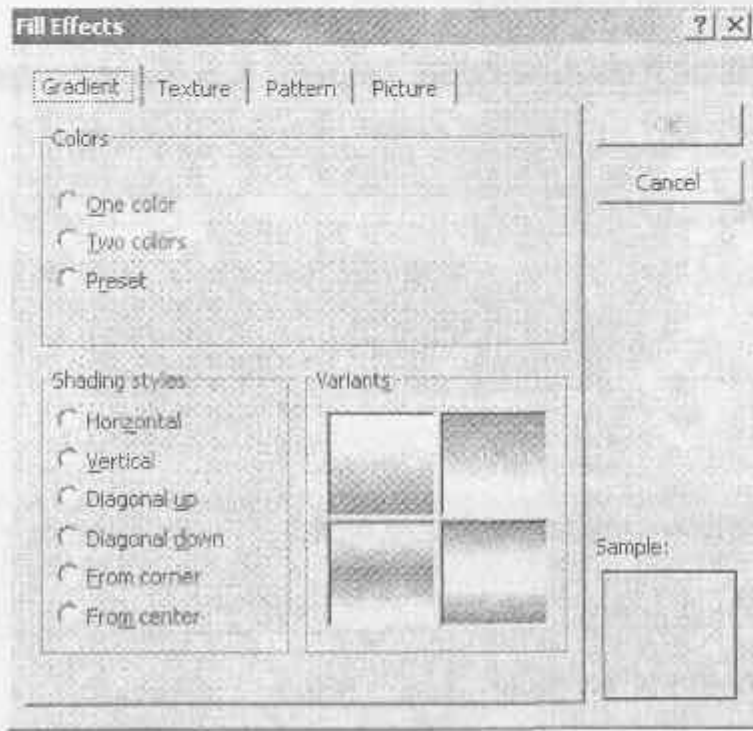 Fill Effects
Gradient Texture Pattern Picture
Colors
OK
Cancel
One color
Two colors
Preset
Shading styles
Variants
Horizontal
Vertical
Diagonal up
Diagonal down
From corner
From center
Sample: